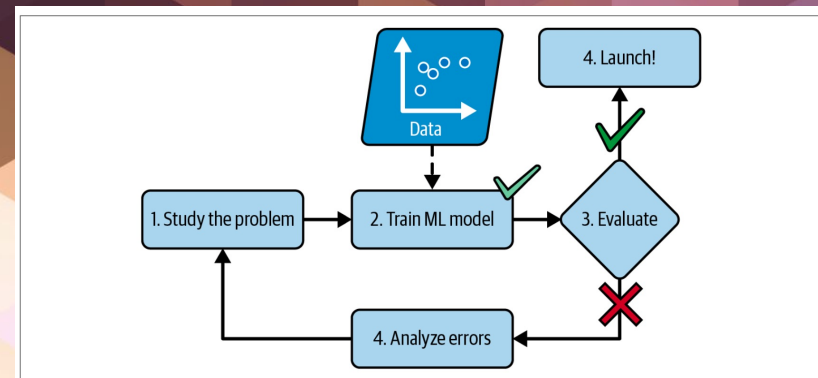 4. Launch!
Data
1. Study the problem
2. Train ML model
3. Evaluate
4. Analyze errors